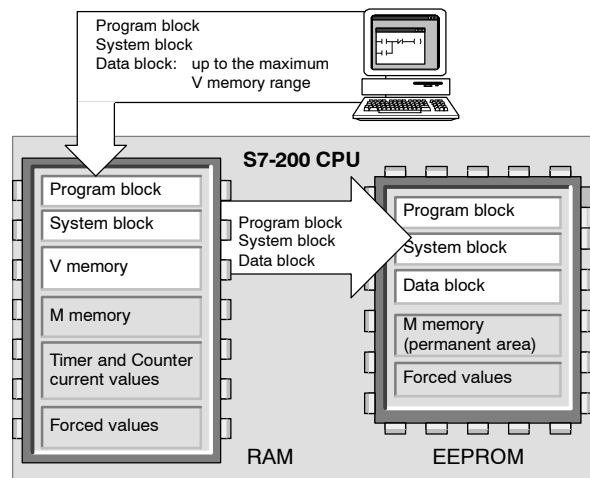 Program block
System block
Data block: up to the maximum
V memory range
S7-200 CPU
Program block
System block
V memory
M memory
Timer and Counter
current values
Forced values
RAM
Program block
System block
Data block
Program block
System block
Data block
M memory
(permanent area)
Forced values
EEPROM